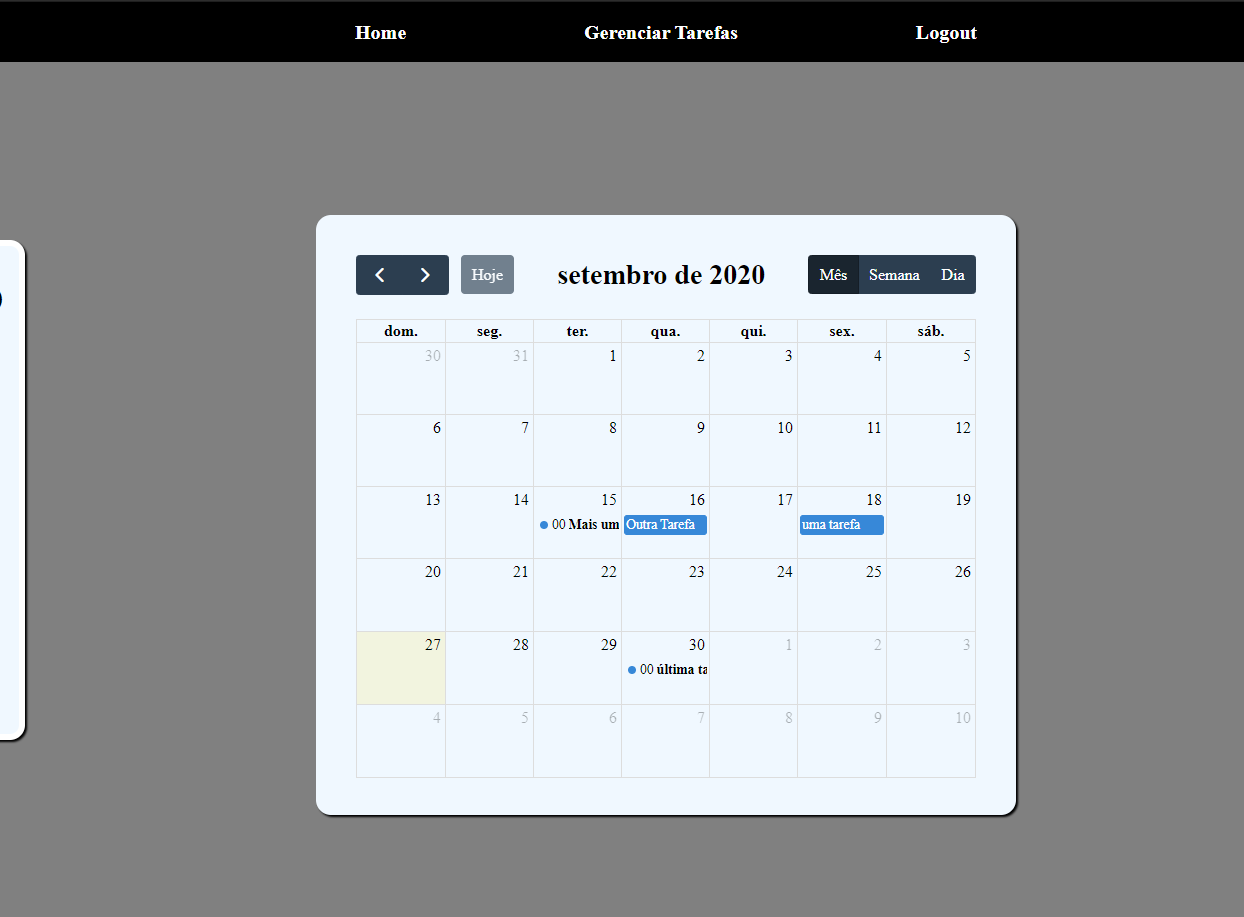 Home Gerenciar Tarefas Logout
Hoje setembro de 2020 Mês Semana Dia
dom. seg. ter. qua. qui. sex. sáb.
30 31 1 2 3 4 5
6 7 8 9 10 11 12
13 14 15 16 17 18 19
00 Mais um Outra Tarefa uma tarefa
20 21 22 23 24 25 26
27 28 29 30 1 2 3
00 última ta
4 5 6 7 8 9 10